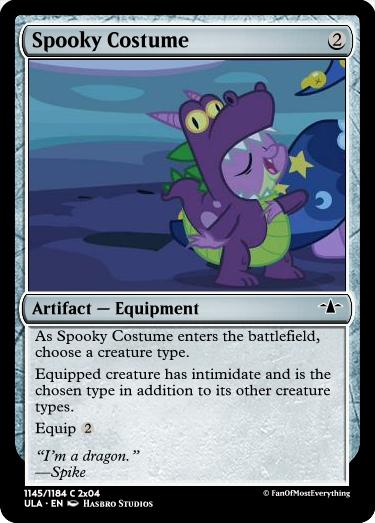 Spooky Costume 2
Artifact — Equipment
As Spooky Costume enters the battlefield,
choose a creature type.
Equipped creature has intimidate and is the
chosen type in addition to its other creature
types.
Equip 2
"I'm a dragon."
—Spike
1145/1184 C 2x04
ULA • EN Hasbro Studios © FanOfMostEverything